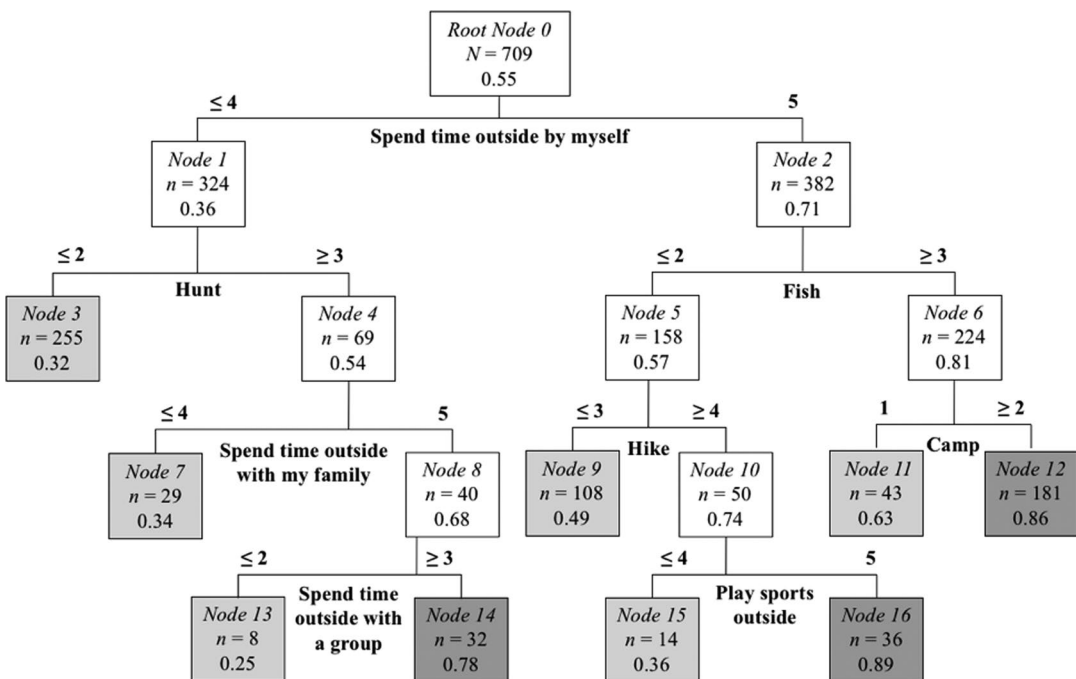 Root Node 0
N = 709
0.55
≤ 4
5
Spend time outside by myself
Node 1
n = 324
0.36
Node 2
n = 382
0.71
≤ 2
≥ 3
Hunt
≤ 2
≥ 3
Fish
Node 3
n = 255
0.32
Node 4
n = 69
0.54
Node 5
n = 158
0.57
Node 6
n = 224
0.81
≤ 4
5
Spend time outside
with my family
≤ 3
≥ 4
Hike
1
≥ 2
Camp
Node 7
n = 29
0.34
Node 8
n = 40
0.68
Node 9
n = 108
0.49
Node 10
n = 50
0.74
Node 11
n = 43
0.63
Node 12
n = 181
0.86
≤ 2
≥ 3
Spend time
outside with
a group
≤ 4
5
Play sports
outside
Node 13
n = 8
0.25
Node 14
n = 32
0.78
Node 15
n = 14
0.36
Node 16
n = 36
0.89